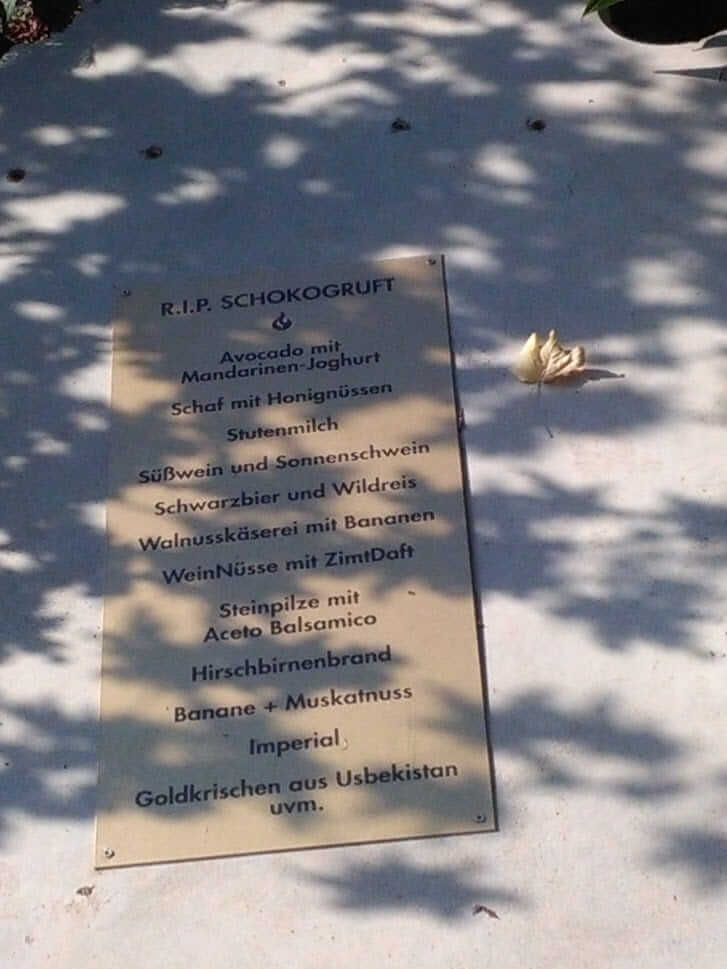 R.I.P. SCHOKOGRUFT
Avocado mit
Mandarinen-Joghurt
Schaf mit Honignüssen
Stutenmilch
Süßwein und Sonnenschwein
Schwarzbier und Wildreis
Walnusskäserei mit Bananen
WeinNüsse mit ZimtDaft
Steinpilze mit
Aceto Balsamico
Hirschbirnenbrand
Banane + Muskatnuss
Imperial
Goldkrischen aus Usbekistan
uvm.